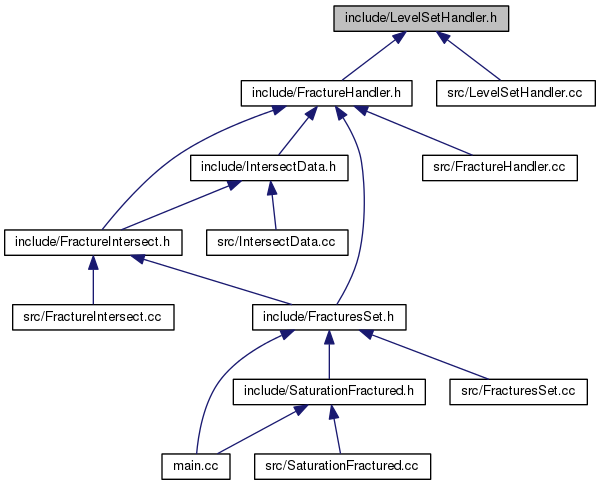 include/LevelSetHandler.h
include/FractureHandler.h
src/LevelSetHandler.cc
include/IntersectData.h
src/FractureHandler.cc
include/FractureIntersect.h
src/IntersectData.cc
src/FractureIntersect.cc
include/FracturesSet.h
include/SaturationFractured.h
src/FracturesSet.cc
main.cc
src/SaturationFractured.cc